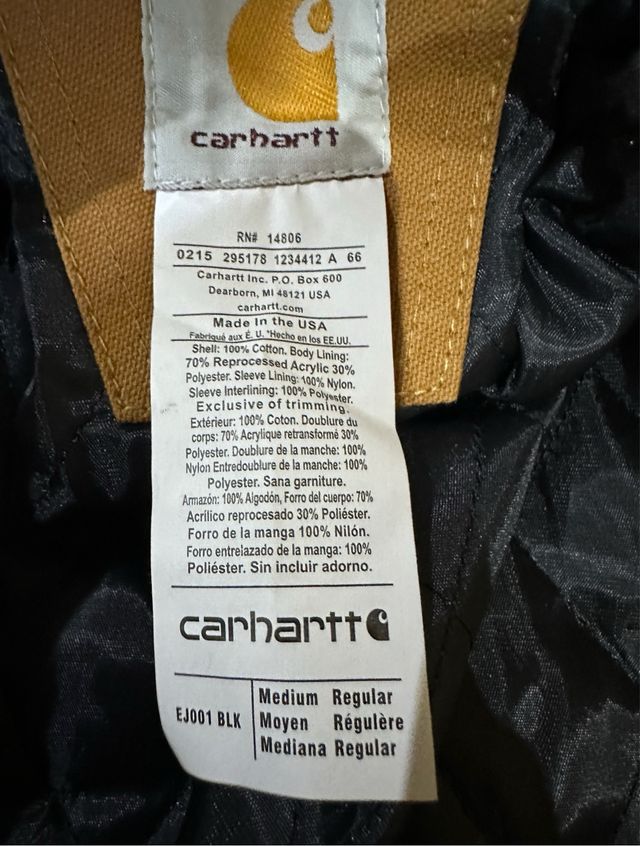 carhartt
RN# 14806
0215 295178 1234412 A 66
Carhartt Inc. P.O. Box 600
Dearborn, MI 48121 USA
carhartt.com
Made In the USA
Fabriqué aux É. U. *Hecho en los EE.UU.
Shell: 100% Cotton. Body Lining:
70% Reprocessed Acrylic 30%
Polyester. Sleeve Lining: 100% Nylon.
Sleeve Interlining: 100% Polyester.
Exclusive of trimming.
Extérieur: 100% Coton. Doublure du
corps: 70% Acrylique retransformé 30%
Polyester. Doublure de la manche: 100%
Nylon Entredoublure de la manche: 100%
Polyester. Sana garniture.
Armazón: 100% Algodón, Forro del cuerpo: 70%
Acrílico reprocesado 30% Poliéster.
Forro de la manga 100% Nilón.
Forro entrelazado de la manga: 100%
Poliéster. Sin incluir adorno.
carhartt
EJ001 BLK
Medium Regular
Moyen Régulère
Mediana Regular